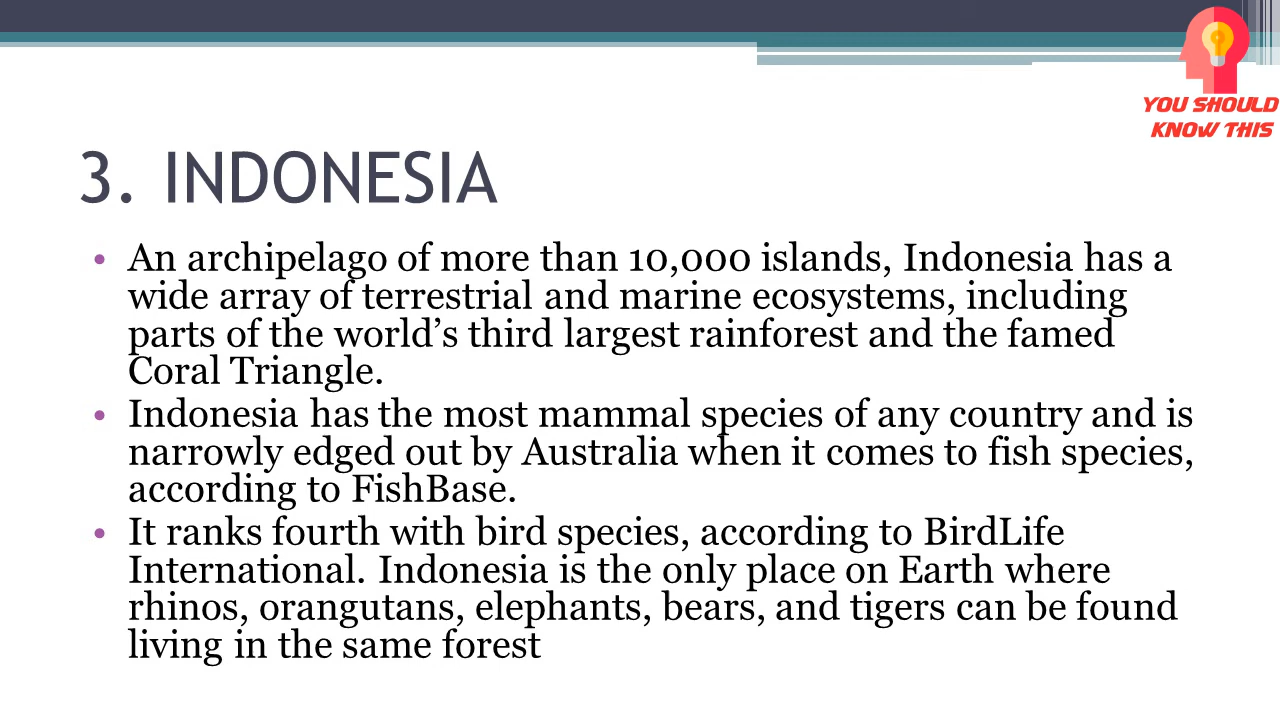 YOU SHOULD
KNOW THIS
3. INDONESIA
• An archipelago of more than 10,000 islands, Indonesia has a
wide array of terrestrial and marine ecosystems, including
parts of the world’s third largest rainforest and the famed
Coral Triangle.
• Indonesia has the most mammal species of any country and is
narrowly edged out by Australia when it comes to fish species,
according to FishBase.
• It ranks fourth with bird species, according to BirdLife
International. Indonesia is the only place on Earth where
rhinos, orangutans, elephants, bears, and tigers can be found
living in the same forest